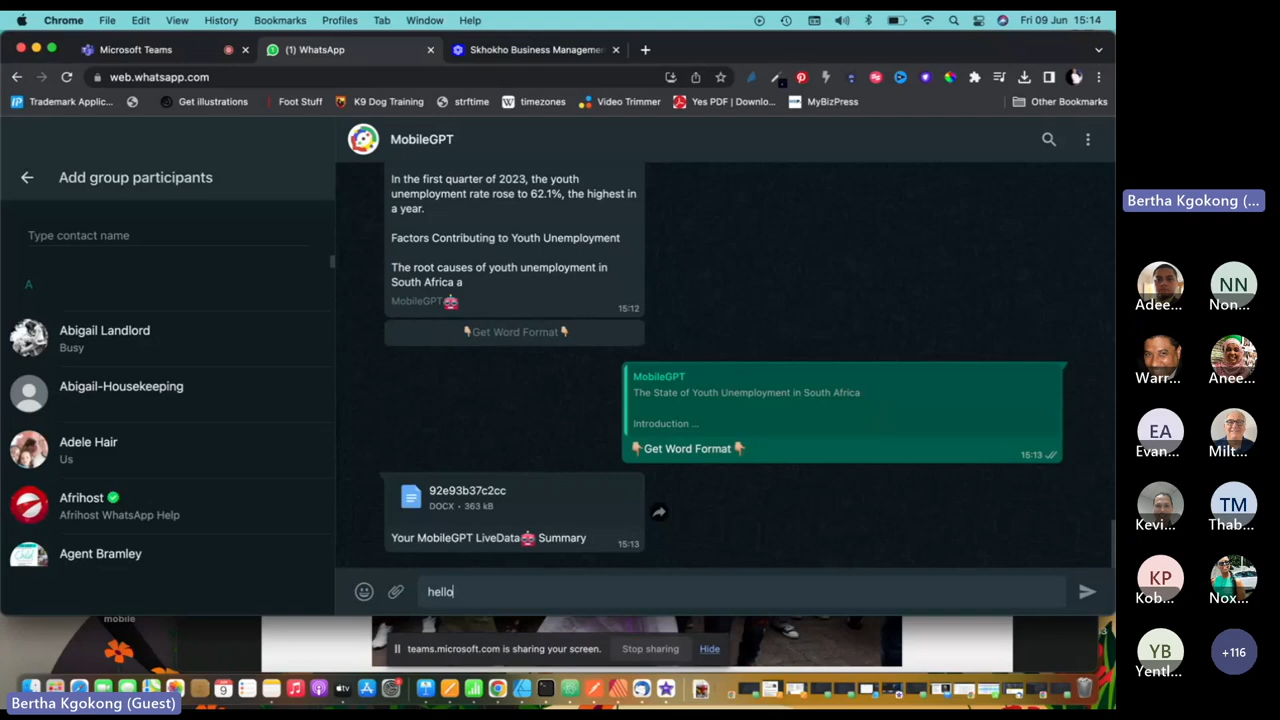 Chrome File Edit View History Bookmarks Profiles Tab Window Help Fri 09 Jun 15:14
Microsoft Teams
(1) WhatsApp
Skhokho Business Managemen
web.whatsapp.com
Trademark Applic...
Get illustrations
Foot Stuff
K9 Dog Training
strftime
timezones
Video Trimmer
Yes PDF | Downlo...
MyBizPress
Other Bookmarks
Add group participants
Type contact name
A
Abigail Landlord
Busy
Abigail-Housekeeping
Adele Hair
Us
Afrihost
Afrihost WhatsApp Help
Agent Bramley
MobileGPT
In the first quarter of 2023, the youth
unemployment rate rose to 62.1%, the highest in
a year.
Factors Contributing to Youth Unemployment
The root causes of youth unemployment in
South Africa a
MobileGPT
15:12
Get Word Format
MobileGPT
The State of Youth Unemployment in South Africa
Introduction ...
Get Word Format
15:13
92e93b37c2cc
DOCX • 363 kB
Your MobileGPT LiveData Summary
15:13
hello
mobile
teams.microsoft.com is sharing your screen.
Stop sharing
Hide
Bertha Kgokong (Guest)
Bertha Kgokong (...
Adee...
NN
Non...
Warr...
Anee...
EA
Evan...
Milt...
Kevi...
TM
Thab...
KP
Kob...
Nox...
YB
Yentl...
+116